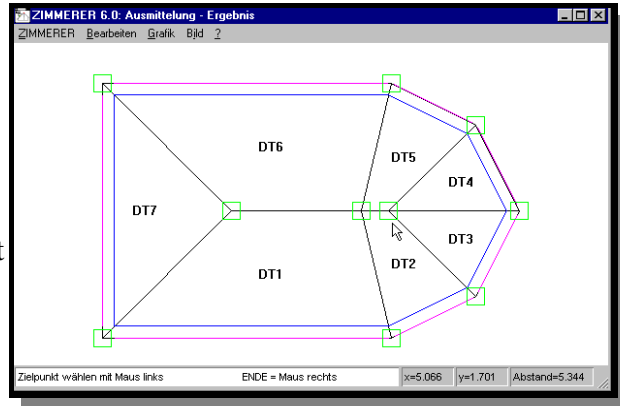 ZIMMERER 6.0: Ausmittelung - Ergebnis
ZIMMERER Bearbeiten Grafik Bild ?
DT6
DT5
DT4
DT7
DT3
DT2
DT1
t
Zielpunkt wählen mit Maus links ENDE = Maus rechts x=5.066 y=1.701 Abstand=5.344